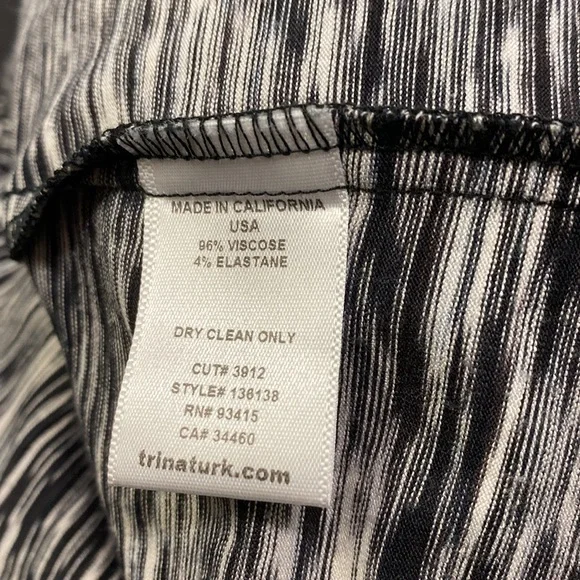 MADE IN CALIFORNIA
USA
96% VISCOSE
4% ELASTANE
DRY CLEAN ONLY
CUT# 3912
STYLE# 136138
RN# 93415
CA# 34460
trinaturk.com